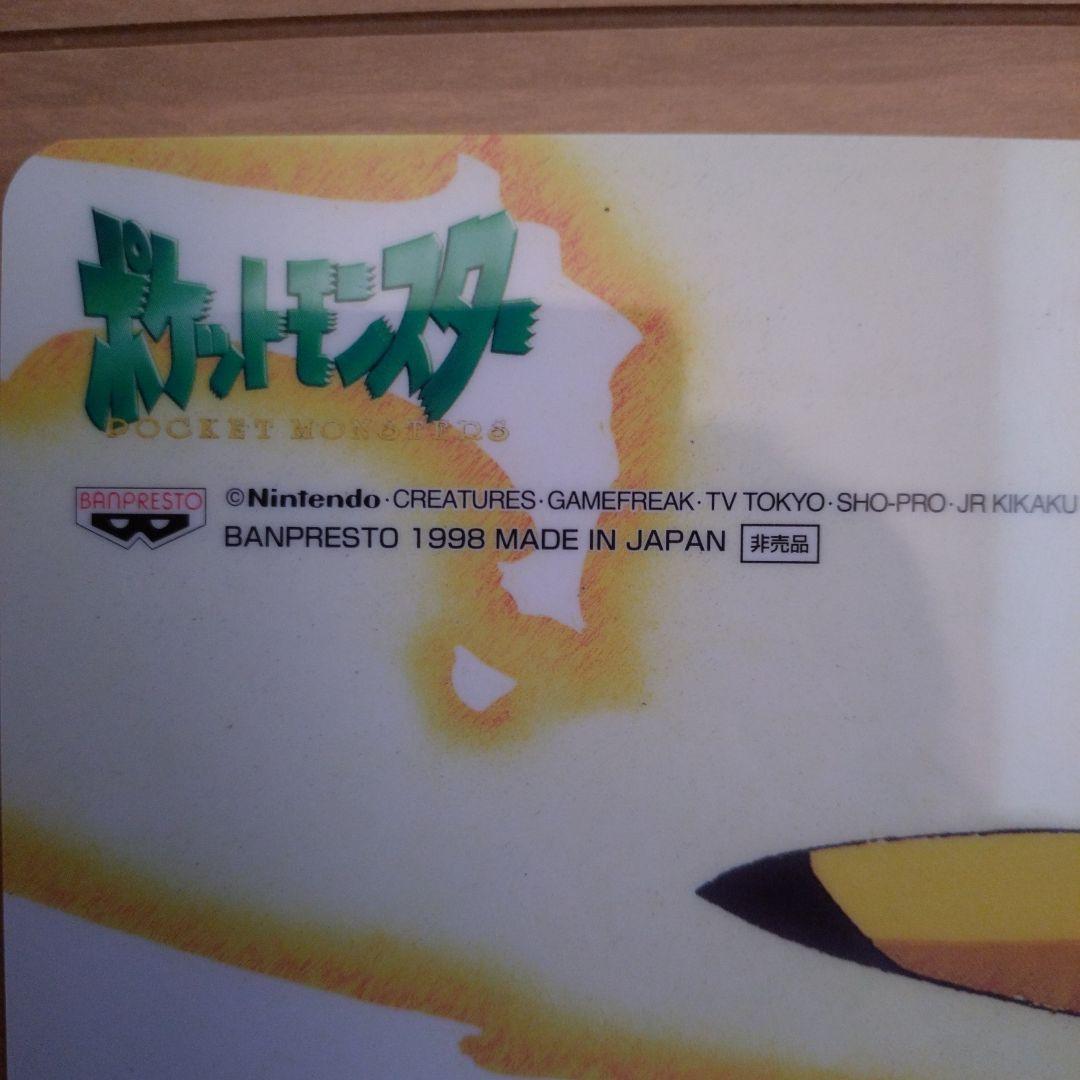 ポケットモンスター
POCKET MONSTERS
BANPRESTO
©Nintendo·CREATURES·GAMEFREAK·TV TOKYO·SHO-PRO·JR KIKAKU
BANPRESTO 1998 MADE IN JAPAN 非売品